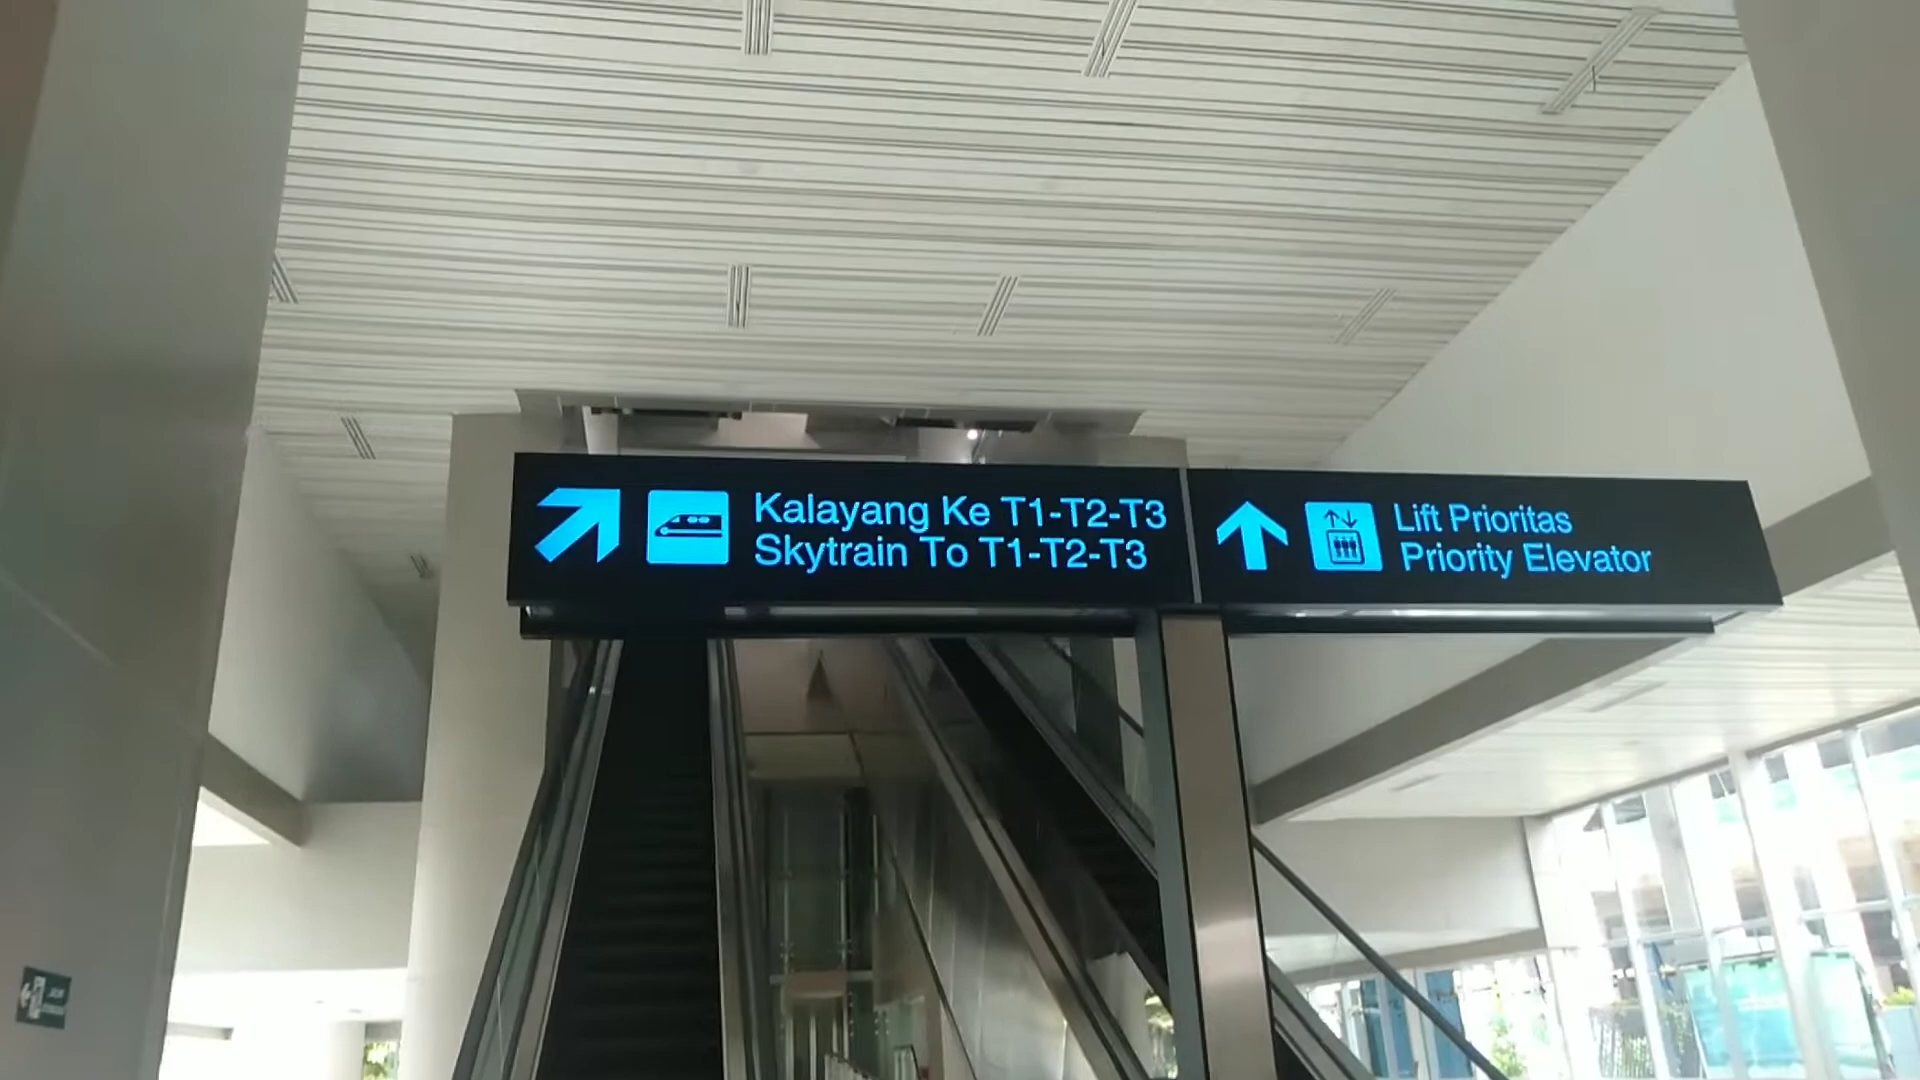 Kalayang Ke T1-T2-T3
Skytrain To T1-T2-T3
Lift Prioritas
Priority Elevator